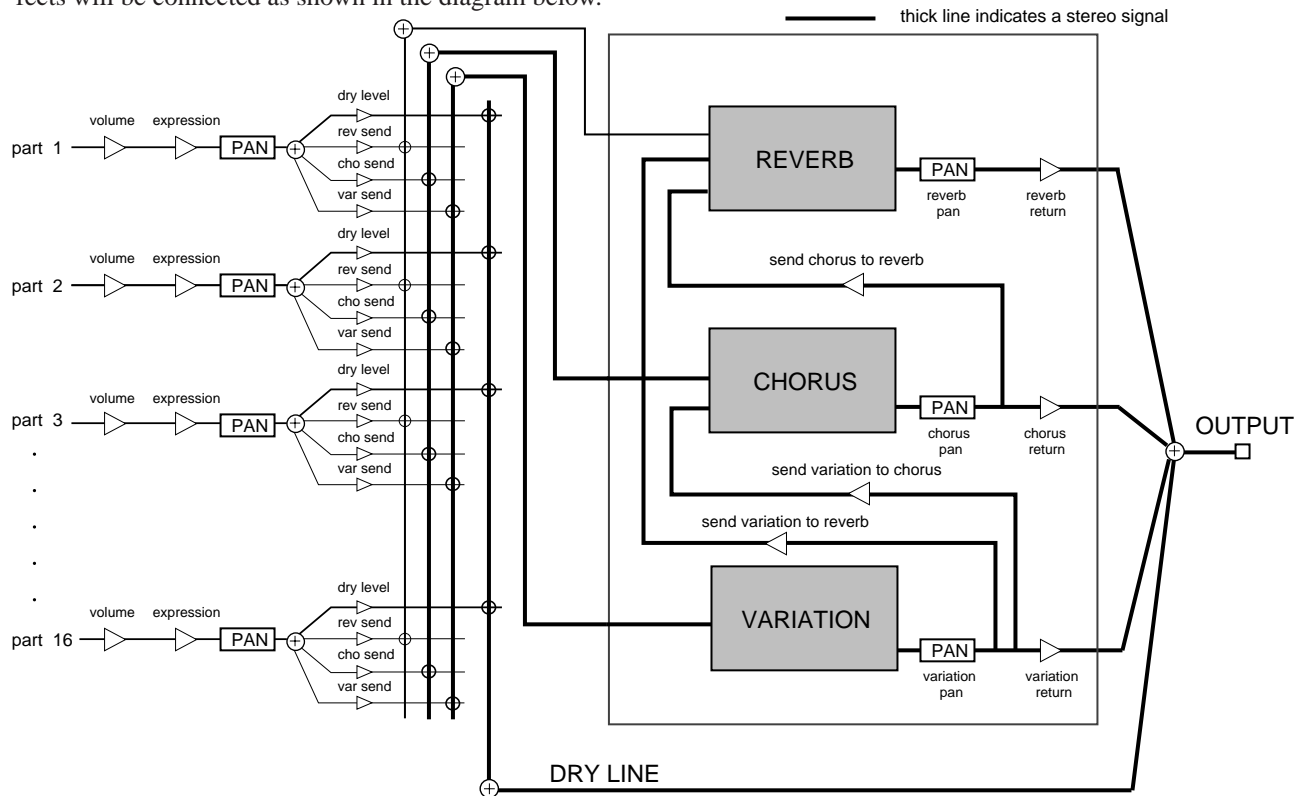 fects will be connected as shown in the diagram below.
thick line indicates a stereo signal
part 1
volume
expression
PAN
dry level
rev send
cho send
var send
part 2
volume
expression
PAN
dry level
rev send
cho send
var send
part 3
volume
expression
PAN
dry level
rev send
cho send
var send
part 16
volume
expression
PAN
dry level
rev send
cho send
var send
REVERB
PAN
reverb
pan
reverb
return
send chorus to reverb
CHORUS
PAN
chorus
pan
chorus
return
OUTPUT
send variation to chorus
send variation to reverb
VARIATION
PAN
variation
pan
variation
return
DRY LINE